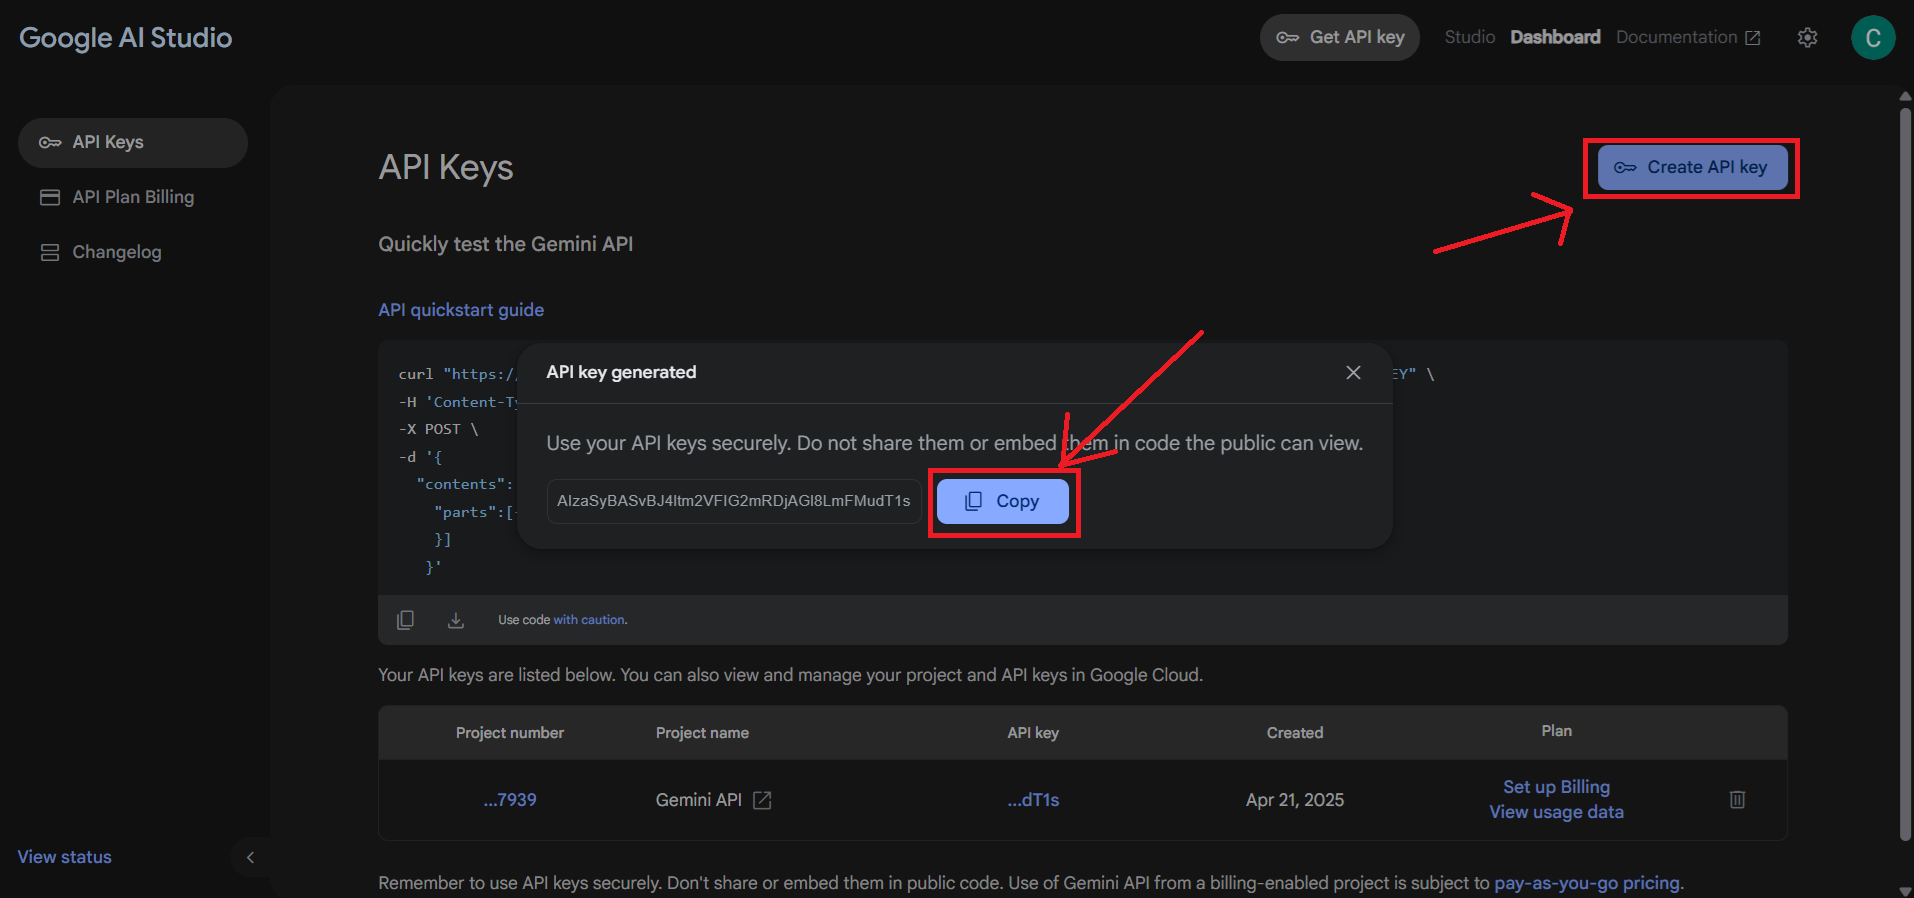 Google AI Studio
Get API key
Studio
Dashboard
Documentation
C
API Keys
API Plan Billing
Changelog
API Keys
Create API key
Quickly test the Gemini API
API quickstart guide
curl "https:/
EY" \
-H 'Content-Ty
-X POST \
-d '{
"contents":
"parts":[
}]
}'
API key generated
Use your API keys securely. Do not share them or embed them in code the public can view.
Copy
Use code with caution.
Your API keys are listed below. You can also view and manage your project and API keys in Google Cloud.
Project number Project name API key Created Plan
...7939 Gemini API ...dT1s Apr 21, 2025 Set up Billing
View usage data
View status
Remember to use API keys securely. Don't share or embed them in public code. Use of Gemini API from a billing-enabled project is subject to pay-as-you-go pricing.